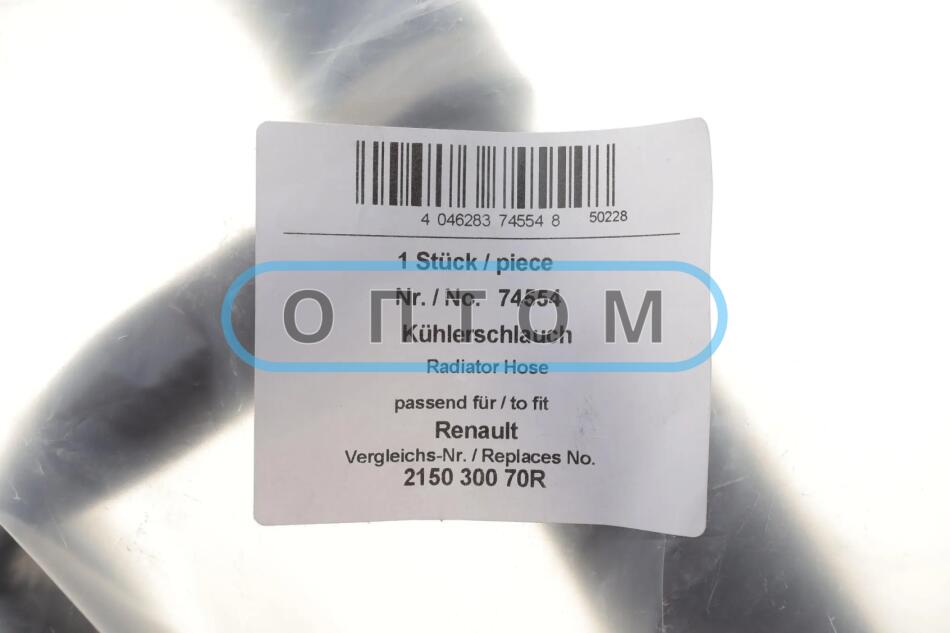 4 046283 74554 8 50228
1 Stück / piece
Nr. / No. 74554
ОПТОМ
Kühlerschlauch
Radiator Hose
passend für / to fit
Renault
Vergleichs-Nr. / Replaces No.
2150 300 70R